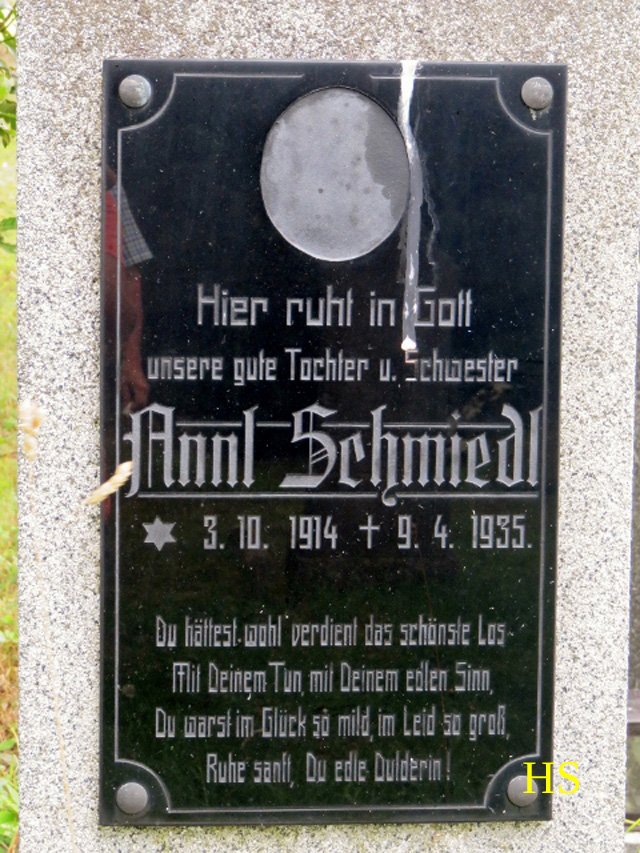 Hier ruht in Gott
unsere gute Tochter u. Schwester
Annl Schmiedl
✶ 3. 10. 1914 ✝ 9. 4. 1935.
Du hättest wohl verdient das schönste Los
Mit Deinem Tun, mit Deinem edlen Sinn,
Du warst im Glück so mild, im Leid so groß,
Ruhe sanft, Du edle Dulderin!
HS